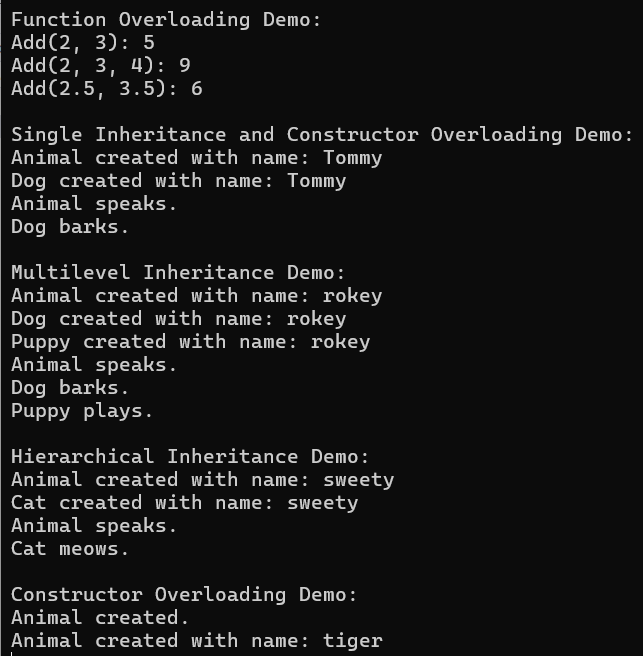 Function Overloading Demo:
Add(2, 3): 5
Add(2, 3, 4): 9
Add(2.5, 3.5): 6
Single Inheritance and Constructor Overloading Demo:
Animal created with name: Tommy
Dog created with name: Tommy
Animal speaks.
Dog barks.
Multilevel Inheritance Demo:
Animal created with name: rokey
Dog created with name: rokey
Puppy created with name: rokey
Animal speaks.
Dog barks.
Puppy plays.
Hierarchical Inheritance Demo:
Animal created with name: sweety
Cat created with name: sweety
Animal speaks.
Cat meows.
Constructor Overloading Demo:
Animal created.
Animal created with name: tiger